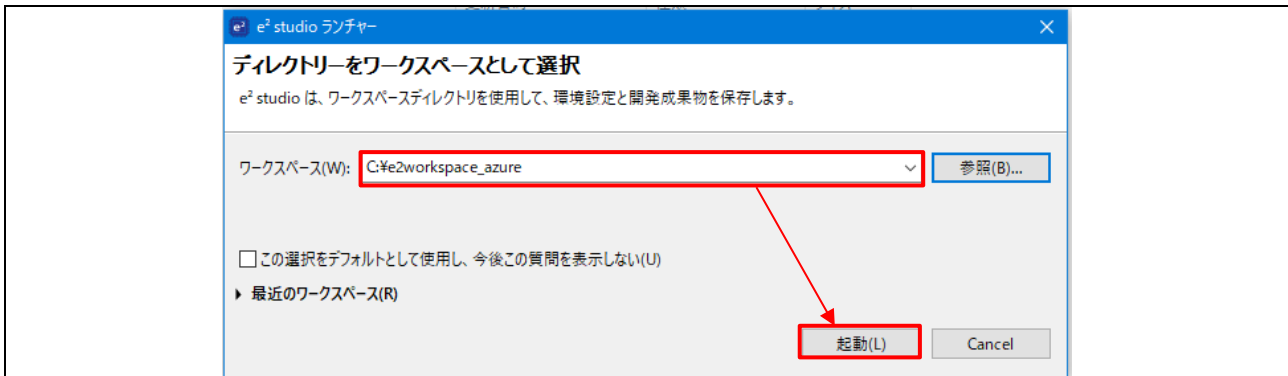 e² studio ランチャー
ディレクトリーをワークスペースとして選択
e² studio は、ワークスペースディレクトリを使用して、環境設定と開発成果物を保存します。
ワークスペース(W): C:¥e2workspace_azure 参照(B)...
この選択をデフォルトとして使用し、今後この質問を表示しない(U)
最近のワークスペース(R)
起動(L) Cancel